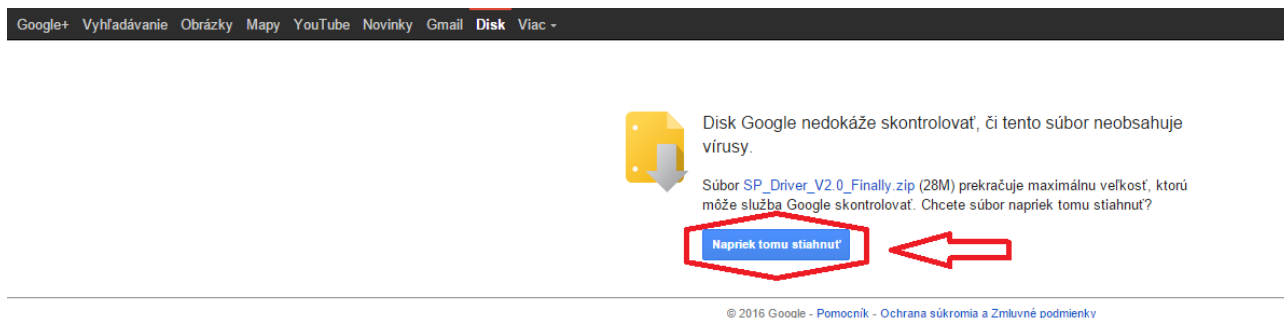 Google+ Vyhľadávanie Obrázky Mapy YouTube Novinky Gmail Disk Viac
Disk Google nedokáže skontrolovať, či tento súbor neobsahuje
vírusy.
Súbor SP_Driver_V2.0_Finally.zip (28M) prekračuje maximálnu veľkosť, ktorú
môže služba Google skontrolovať. Chcete súbor napriek tomu stiahnuť?
Napriek tomu stiahnuť
© 2016 Google - Pomocník - Ochrana súkromia a Zmluvné podmienky